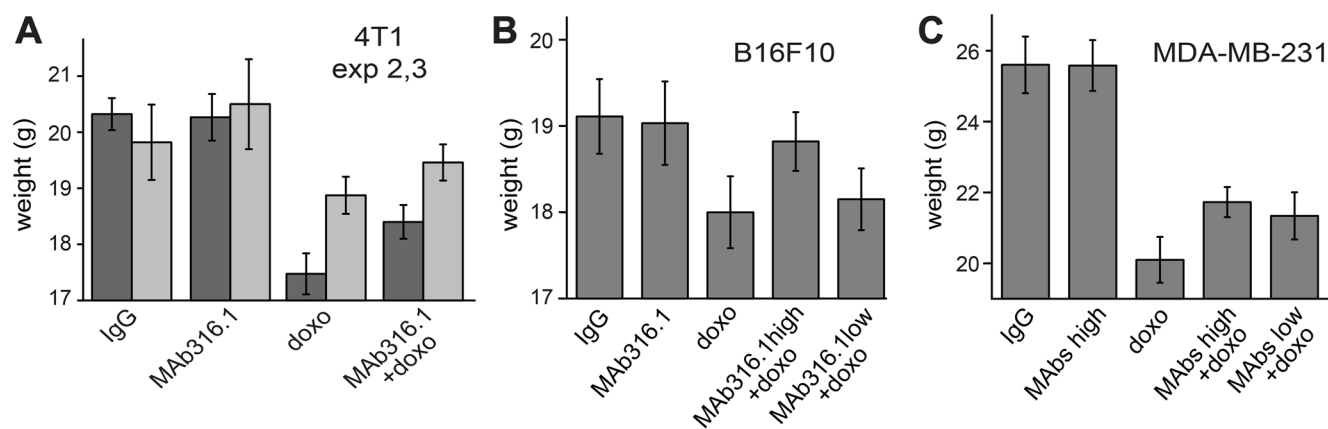 A
4T1
exp 2,3
weight (g)
21
20
19
18
17
IgG
MAb316.1
doxo
MAb316.1
+doxo
B
B16F10
weight (g)
20
19
18
17
IgG
MAb316.1
doxo
MAb316.1high
+doxo
MAb316.1low
+doxo
C
MDA-MB-231
weight (g)
26
24
22
20
IgG
MAbs high
doxo
MAbs high
+doxo
MAbs low
+doxo